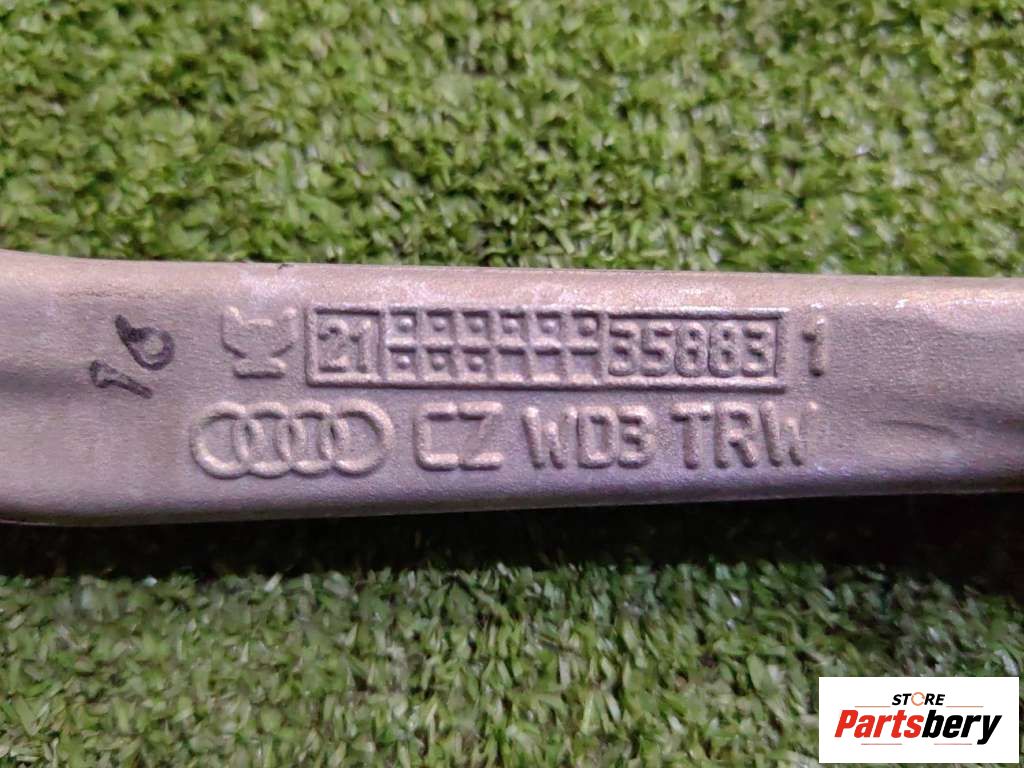 16
21 35883 1
CZ WD3 TRW
STORE
Partsbery